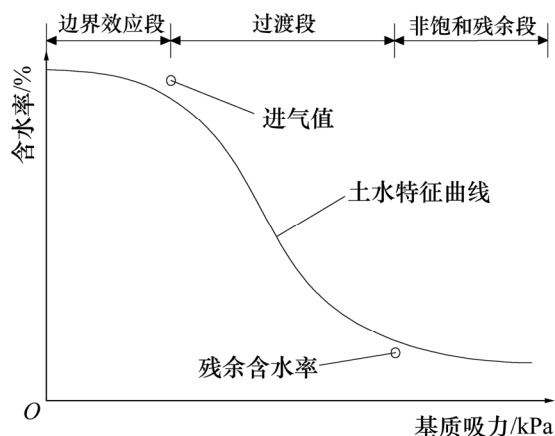 边界效应段
过渡段
非饱和残余段
含水率/%
进气值
土水特征曲线
残余含水率
O
基质吸力/kPa